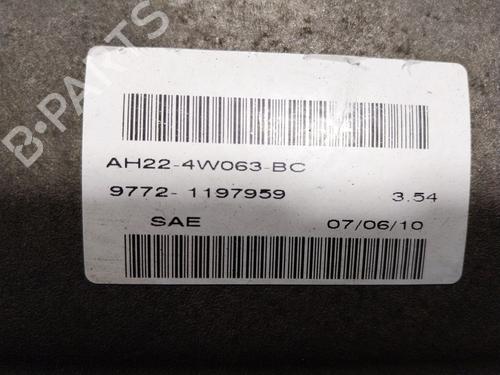 B-PARTS
AH22-4W063-BC
9772- 1197959 3.54
SAE 07/06/10